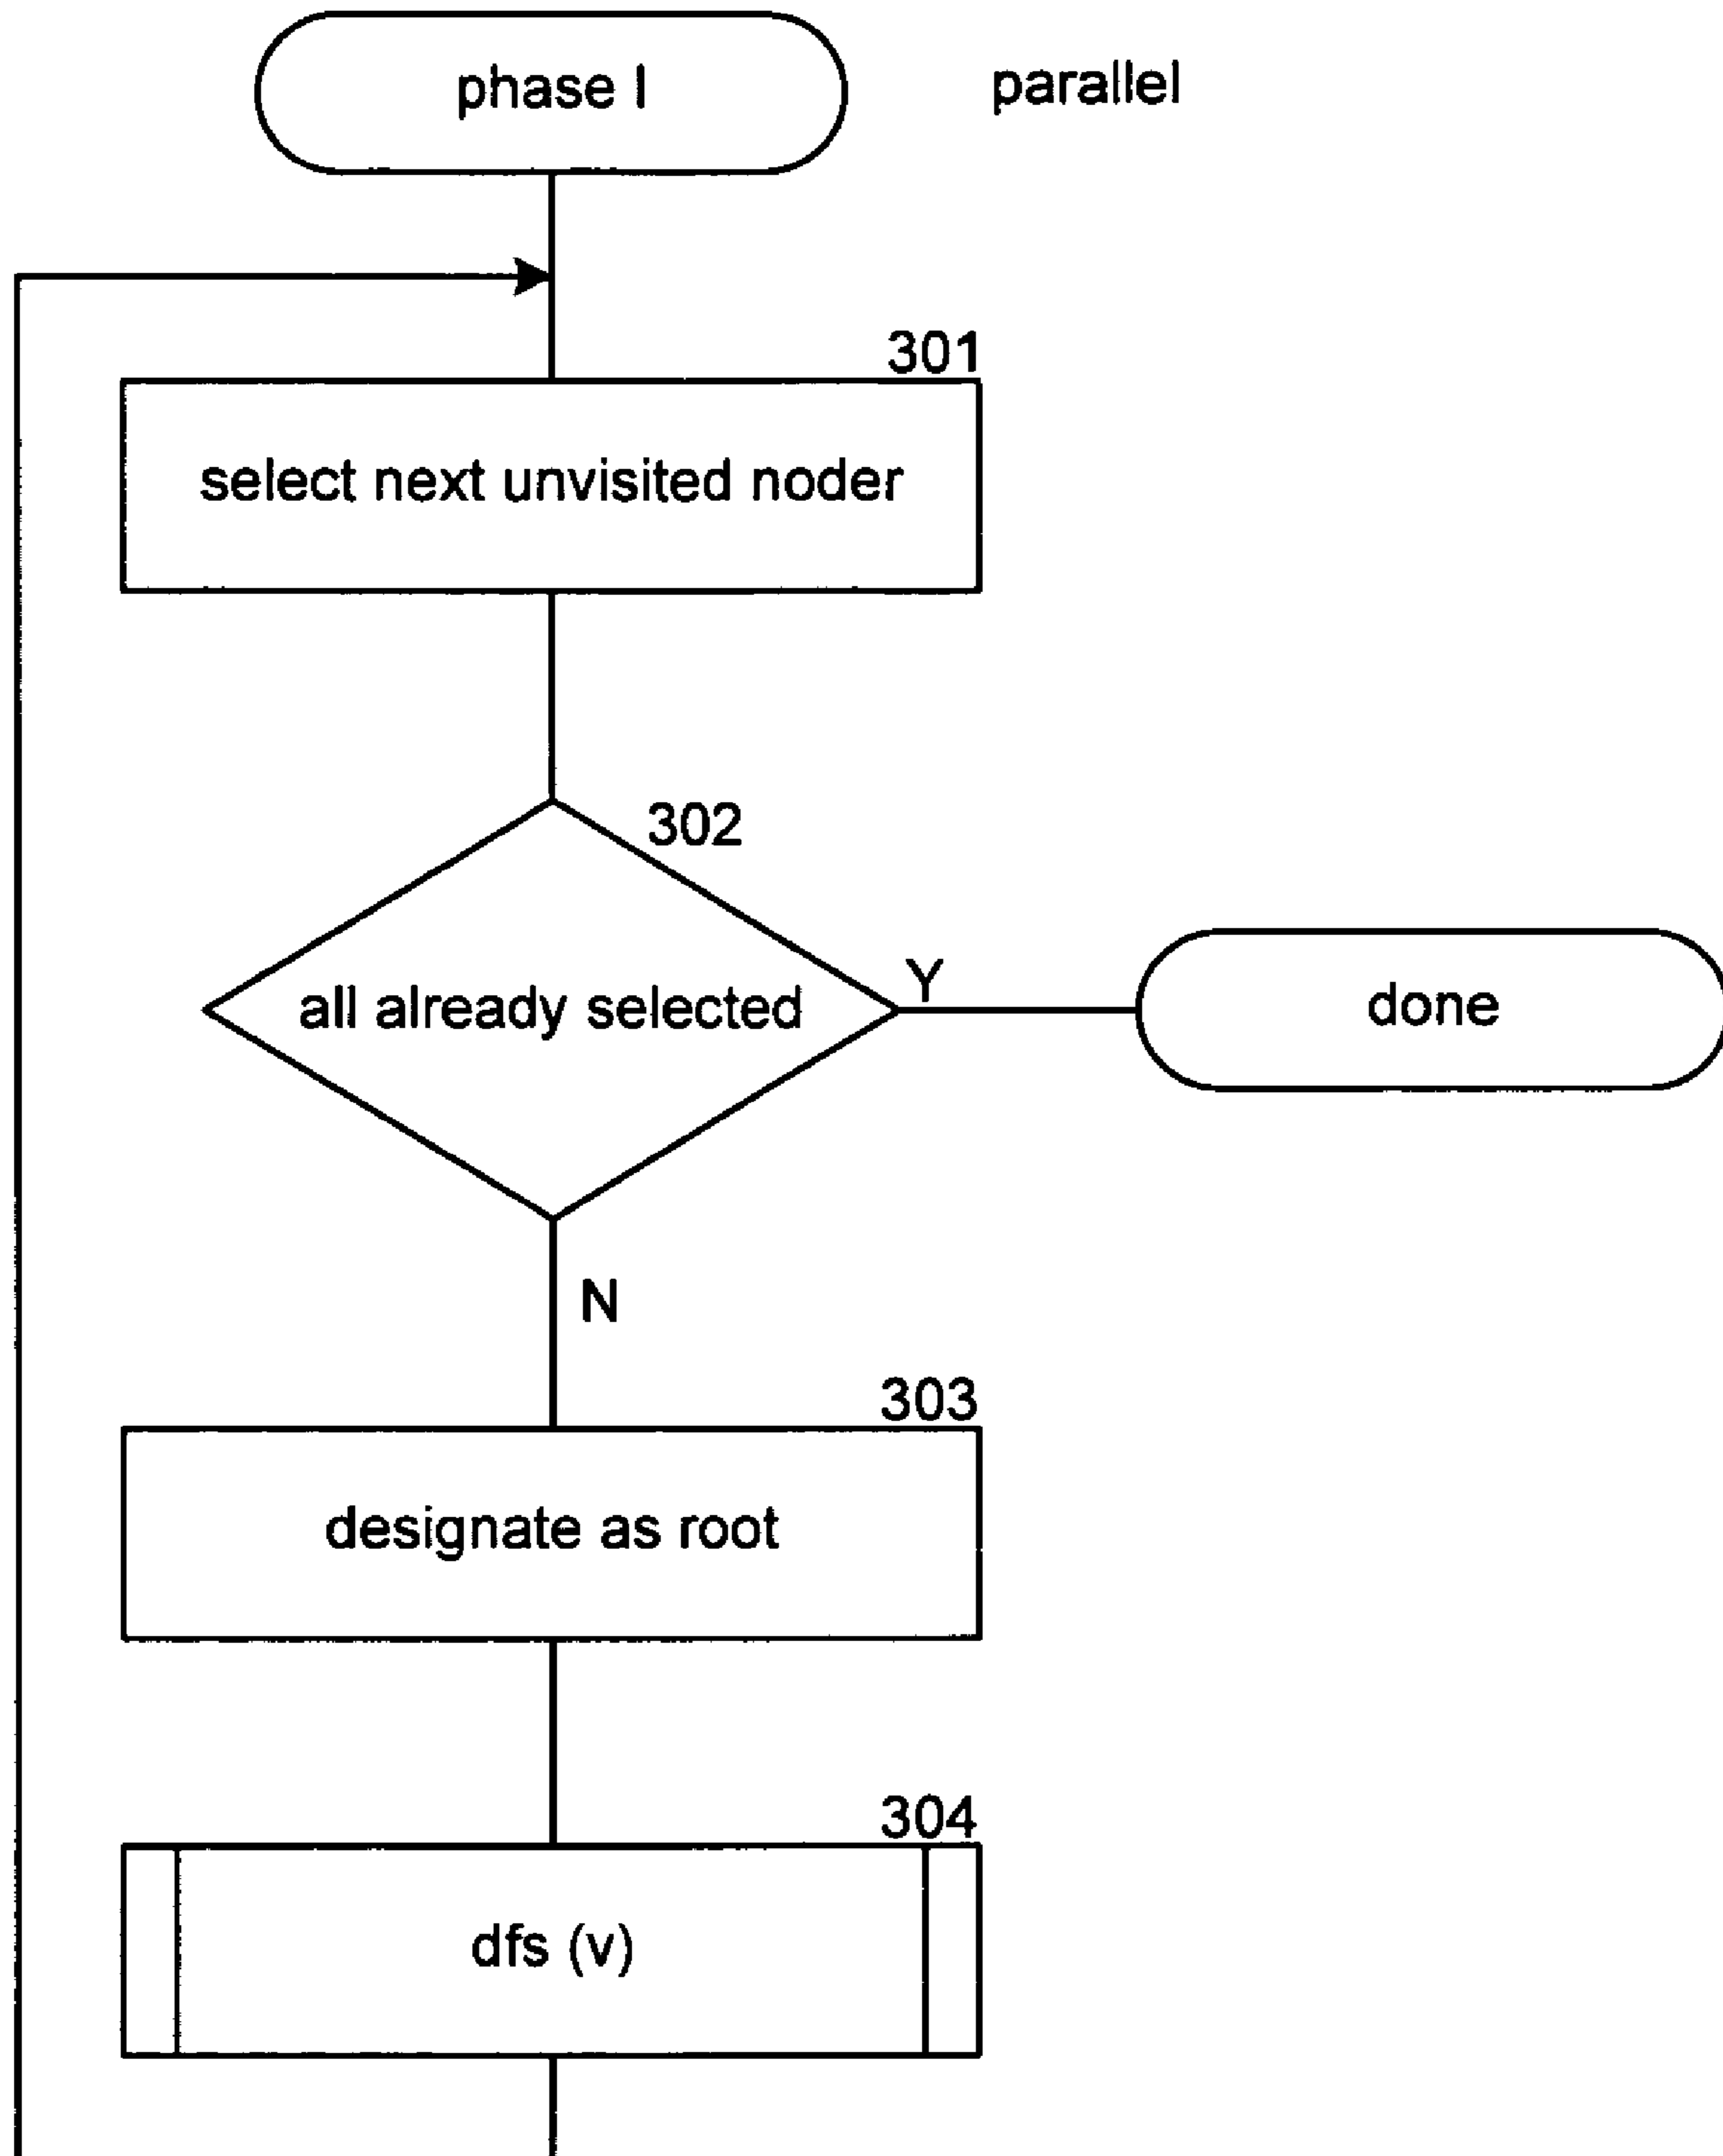 phase I
parallel
301
select next unvisited noder
302
all already selected
Y
done
N
303
designate as root
304
dfs (v)